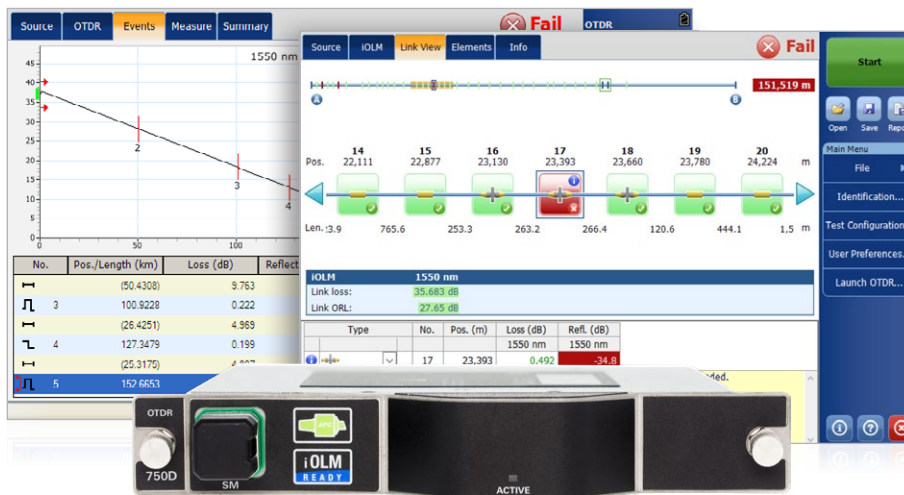 Source OTDR Events Measure Summary
Fail
OTDR
1550 nm
45
40
35
30
25
20
15
10
5
0
0 50 100
2
3
4
No. Pos./Length (km) Loss (dB) Reflect
(50.4308) 9.763
3 100.9228 0.222
(26.4251) 4.969
4 127.3479 0.199
(25.3175)
5 152.6653
Source iOLM Link View Elements Info
Fail
A B 151,519 m
14 15 16 17 18 19 20
Pos. 22,111 22,877 23,130 23,393 23,660 23,780 24,224 m
Len. 3.9 765.6 253.3 263.2 266.4 120.6 444.1 1,5 m
iOLM 1550 nm
Link loss: 35.683 dB
Link ORL: 27.65 dB
Type No. Pos. (m) Loss (dB) Refl. (dB)
1550 nm 1550 nm
17 23,393 0.492 -34.8
Start
Open Save Repo
Main Menu
File
Identification...
Test Configuration
User Preferences.
Launch OTDR...
OTDR
750D
SM
APC
iOLM
READY
ACTIVE